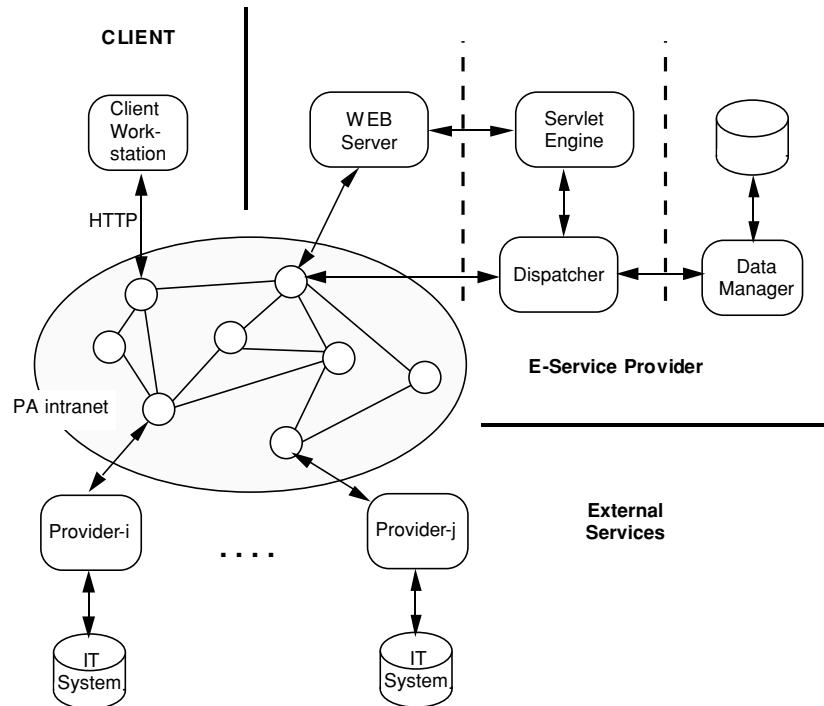 CLIENT
Client
Work-
station
WEB
Server
Servlet
Engine
HTTP
Dispatcher
Data
Manager
E-Service Provider
PA intranet
External
Services
Provider-i
. . . .
Provider-j
IT
System
IT
System